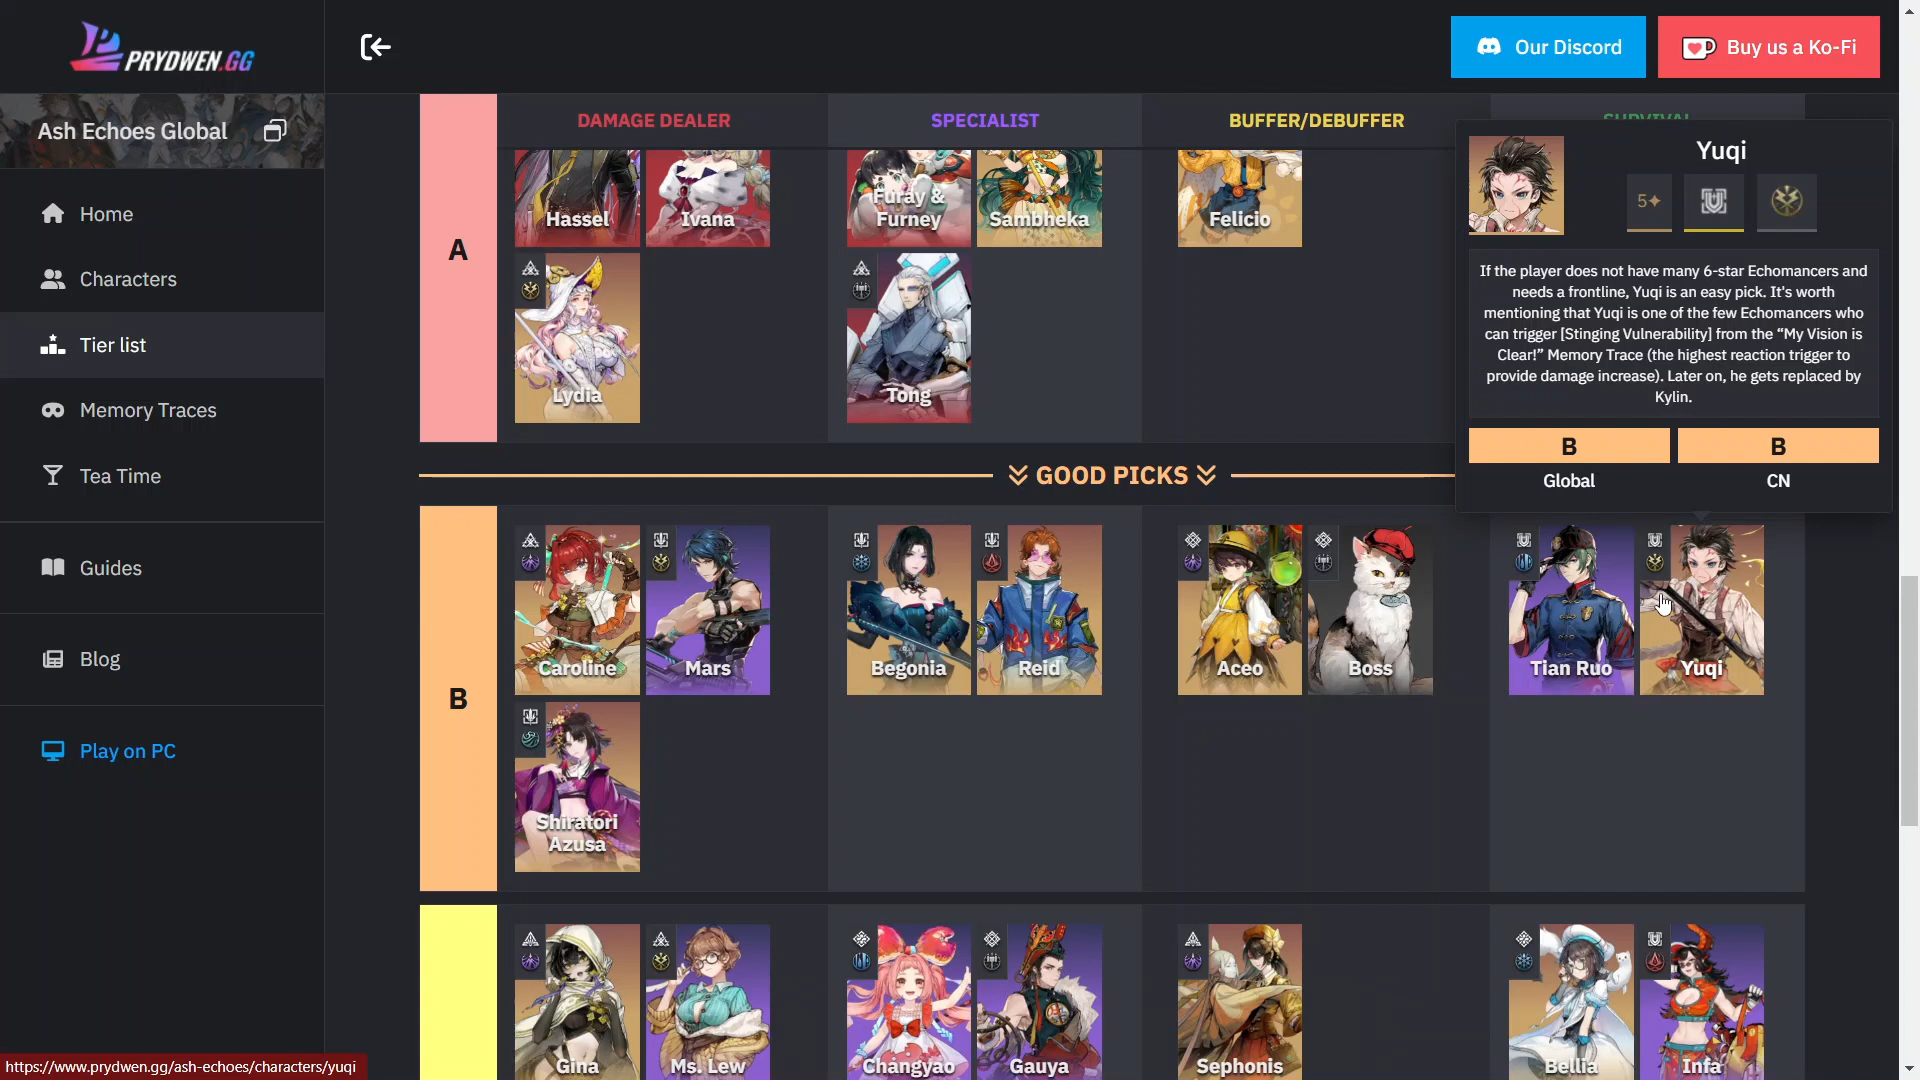 PRYDWEN.GG
Our Discord
Buy us a Ko-Fi
Ash Echoes Global
Home
Characters
Tier list
Memory Traces
Tea Time
Guides
Blog
Play on PC
DAMAGE DEALER
SPECIALIST
BUFFER/DEBUFFER
SURVIVAL
A
Hassel
Ivana
Furay &
Furney
Sambheka
Felicio
Lydia
Tong
Yuqi
5✦
If the player does not have many 6-star Echomancers and
needs a frontline, Yuqi is an easy pick. It's worth
mentioning that Yuqi is one of the few Echomancers who
can trigger [Stinging Vulnerability] from the “My Vision is
Clear!” Memory Trace (the highest reaction trigger to
provide damage increase). Later on, he gets replaced by
Kylin.
B
B
Global
CN
GOOD PICKS
B
Caroline
Mars
Begonia
Reid
Aceo
Boss
Tian Ruo
Yuqi
Shiratori
Azusa
Gina
Ms. Lew
Changyao
Gauya
Sephonis
Bellia
Infa
https://www.prydwen.gg/ash-echoes/characters/yuqi